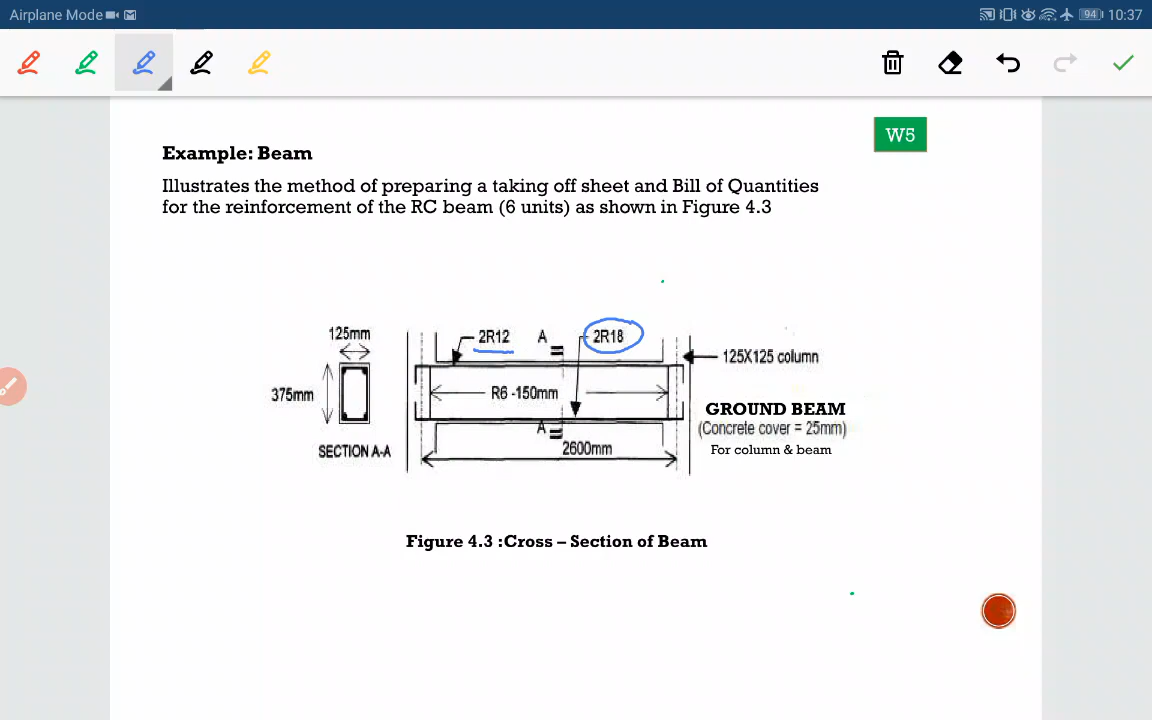 Airplane Mode
94
10:37
W5
Example: Beam
Illustrates the method of preparing a taking off sheet and Bill of Quantities
for the reinforcement of the RC beam (6 units) as shown in Figure 4.3
125mm
2R12
A
2R18
125X125 column
375mm
R6 -150mm
GROUND BEAM
A
(Concrete cover = 25mm)
SECTION A-A
2600mm
For column & beam
Figure 4.3 :Cross – Section of Beam